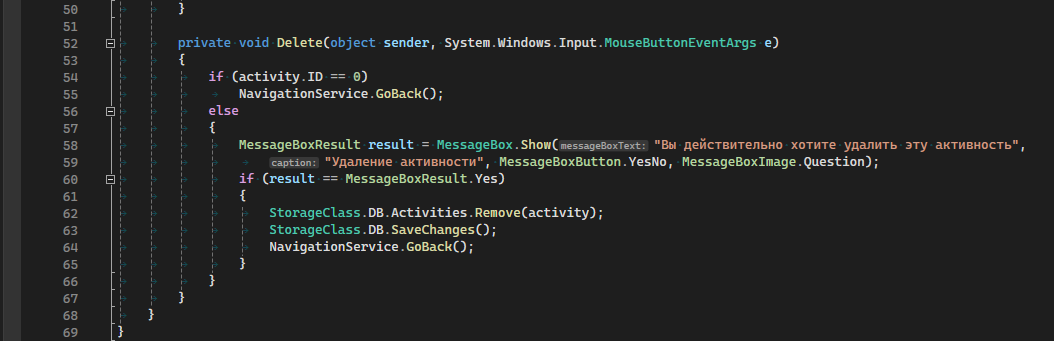 50 }
51
52 private void Delete(object sender, System.Windows.Input.MouseButtonEventArgs e)
53 {
54 if (activity.ID == 0)
55 NavigationService.GoBack();
56 else
57 {
58 MessageBoxResult result = MessageBox.Show(messageBoxText: "Вы действительно хотите удалить эту активность",
59 caption: "Удаление активности", MessageBoxButton.YesNo, MessageBoxImage.Question);
60 if (result == MessageBoxResult.Yes)
61 {
62 StorageClass.DB.Activities.Remove(activity);
63 StorageClass.DB.SaveChanges();
64 NavigationService.GoBack();
65 }
66 }
67 }
68 }
69 }